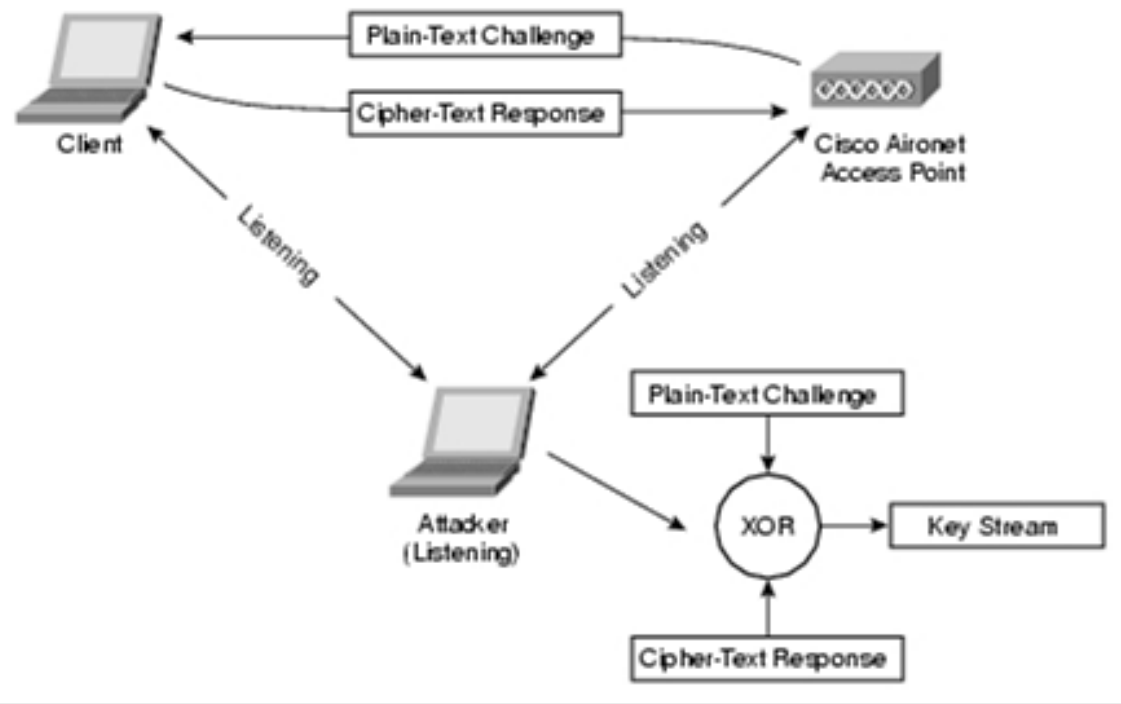 Plain-Text Challenge
Cipher-Text Response
Client
Cisco Aironet
Access Point
Listening
Listening
Plain-Text Challenge
Attacker
(Listening)
XOR
Key Stream
Cipher-Text Response